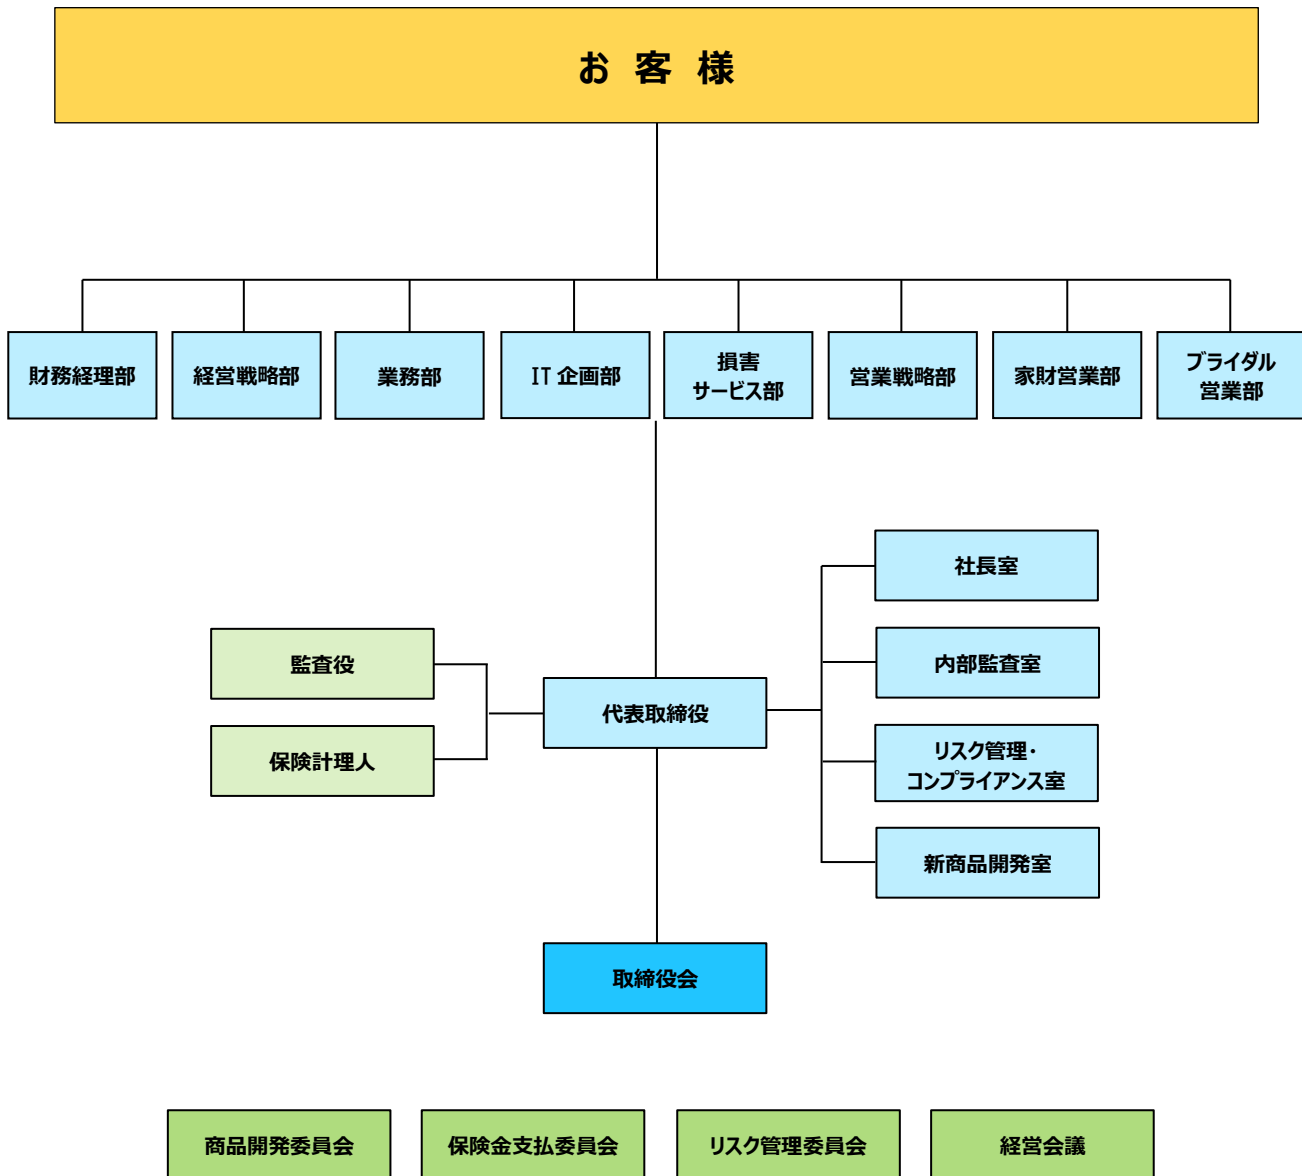 お 客 様
財務経理部
経営戦略部
業務部
IT 企画部
損害
サービス部
営業戦略部
家財営業部
ブライダル
営業部
社長室
監査役
内部監査室
代表取締役
保険計理人
リスク管理・
コンプライアンス室
新商品開発室
取締役会
商品開発委員会
保険金支払委員会
リスク管理委員会
経営会議